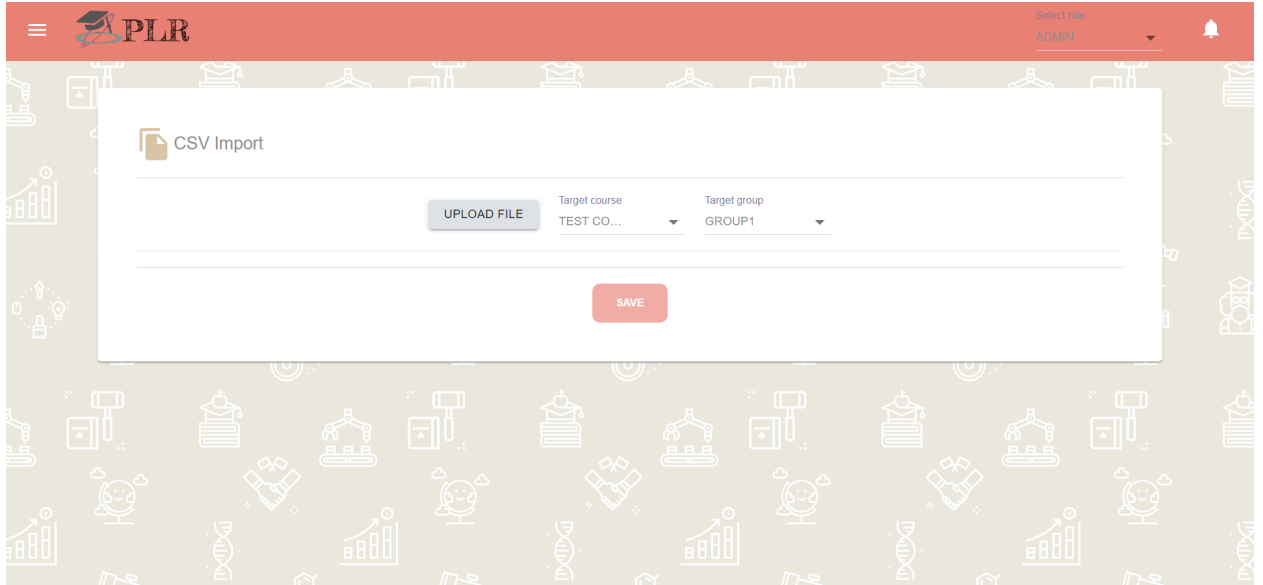 PLR
Select role
ADMIN
CSV Import
UPLOAD FILE
Target course
TEST CO...
Target group
GROUP1
SAVE